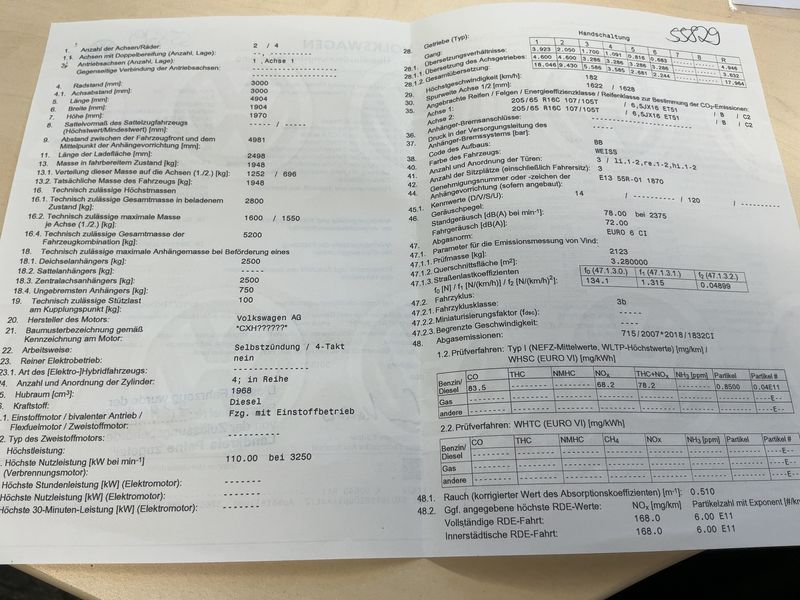 1. Anzahl der Achsen/Räder: 2 / 4
1.1. Achsen mit Doppelbereifung (Anzahl, Lage): --, ----------
Antriebsachsen (Anzahl, Lage): 1 , Achse 1
Gegenseitige Verbindung der Antriebsachsen: ----------
4. Radstand [mm]: 3000
4.1. Achsabstand [mm]: 3000
5. Länge [mm]: 4904
6. Breite [mm]: 1904
7. Höhe [mm]: 1970
8. Sattelvormaß des Sattelzugfahrzeugs
(Höchstwert/Mindestwert) [mm]: ----- / -----
9. Abstand zwischen der Fahrzeugfront und dem
Mittelpunkt der Anhängvorrichtung [mm]: 4981
11. Länge der Ladefläche [mm]: 2498
13. Masse in fahrbereitem Zustand [kg]: 1948
13.1. Verteilung dieser Masse auf die Achsen (1./2.) [kg]: 1252 / 696
13.2. Tatsächliche Masse des Fahrzeugs [kg]: 1948
16. Technisch zulässige Höchstmassen
16.1. Technisch zulässige Gesamtmasse in beladenem
Zustand [kg]: 2800
16.2. Technisch zulässige maximale Masse
je Achse (1./2.) [kg]: 1600 / 1550
16.4. Technisch zulässige Gesamtmasse der
Fahrzeugkombination [kg]: 5200
18. Technisch zulässige maximale Anhängemasse bei Beförderung eines
18.1. Deichselanhängers [kg]: 2500
18.2. Sattelanhängers [kg]: -----
18.3. Zentralachsanhängers [kg]: 2500
18.4. Ungebremsten Anhängers [kg]: 750
19. Technisch zulässige Stützlast
am Kupplungspunkt [kg]: 100
20. Hersteller des Motors: Volkswagen AG
21. Baumusterbezeichnung gemäß
Kennzeichnung am Motor: "CXH??????"
22. Arbeitsweise: Selbstzündung / 4-Takt
23. Reiner Elektrobetrieb: nein
23.1. Art des [Elektro-]Hybridfahrzeugs: ----------
Anzahl und Anordnung der Zylinder: 4; in Reihe
Hubraum [cm³]: 1968
Kraftstoff: Diesel
Einstoffmotor / bivalenter Antrieb / Fzg. mit Einstoffbetrieb
Flexfuelmotor / Zweistoffmotor:
Typ des Zweistoffmotors: -------
Höchstleistung:
Höchste Nutzleistung [kW bei min-1] 110.00 bei 3250
(Verbrennungsmotor):
Höchste Stundenleistung [kW] (Elektromotor): -------
Höchste Nutzleistung [kW] (Elektromotor): -------
Höchste 30-Minuten-Leistung [kW] (Elektromotor): -------
55829
Getriebe (Typ): Handschaltung
28. Gang: 1 2 3 4 5 6 7 8 R
Übersetzungsverhältnisse: 3.923 2.050 1.700 1.091 0.816 0.683 4.946
28.1.1. Übersetzung des Achsgetriebes: 4.600 4.600 3.286 3.286 3.286 3.286 3.632
28.1.2. Gesamtübersetzung: 18.046 9.430 5.586 3.585 2.681 2.244 17.964
29. Höchstgeschwindigkeit [km/h]: 182
30. Spurweite Achse 1/2 [mm]: 1622 / 1628
35. Angebrachte Reifen / Felgen / Energieeffizienzklasse / Reifenklasse zur Bestimmung der CO₂-Emissionen:
Achse 1: 205/65 R16C 107/105T / 6,5JX16 ET51 / B / C2
Achse 2: 205/65 R16C 107/105T / 6,5JX16 ET51 / B / C2
36. Anhänger-Bremsanschlüsse: ----------
37. Druck in der Versorgungsleitung des
Anhänger-Bremssystems [bar]: -----
38. Code des Aufbaus: BB
40. Farbe des Fahrzeugs: WEISS
41. Anzahl und Anordnung der Türen: 3 / li.1-2,re.1-2,hi.1-2
42. Anzahl der Sitzplätze (einschließlich Fahrersitz): 3
44. Genehmigungsnummer oder -zeichen der
Anhängvorrichtung (sofern angebaut): E13 55R-01 1870
45.1. Kennwerte (D/V/S/U): 14 / ---------- / 120 / ----------
46. Geräuschpegel:
Standgeräusch [dB(A) bei min-1]: 78.00 bei 2375
Fahrgeräusch [dB(A)]: 72.00
47. Abgasnorm: EURO 6 CI
47.1. Parameter für die Emissionsmessung von Vind:
47.1.1. Prüfmasse [kg]: 2123
47.1.2. Querschnittsfläche [m²]: 3.280000
47.1.3. Straßenlastkoeffizienten f₀ (47.1.3.0.) f₁ (47.1.3.1.) f₂ (47.1.3.2.)
f₀ [N] / f₁ [N/(km/h)] / f₂ [N/(km/h)²]: 134.1 1.315 0.04899
47.2. Fahrzyklus:
47.2.1. Fahrzyklusklasse: 3b
47.2.2. Miniaturisierungsfaktor (fdsc): ----
47.2.3. Begrenzte Geschwindigkeit: ----
48. Abgasemissionen: 715/2007*2018/1832CI
1.2. Prüfverfahren: Typ I (NEFZ-Mittelwerte, WLTP-Höchstwerte) [mg/km] /
WHSC (EURO VI) [mg/kWh]
CO THC NMHC NOx THC+NOx NH₃ [ppm] Partikel Partikel #
Benzin/
Diesel 83.5 ------- ------- 68.2 78.2 ------- 0.8500 0.04E11
Gas ----E--
andere ----E--
2.2. Prüfverfahren: WHTC (EURO VI) [mg/kWh]
CO THC NMHC CH₄ NOx NH₃ [ppm] Partikel Partikel #
Benzin/
Diesel ----E--
Gas ----E--
andere ----E--
48.1. Rauch (korrigierter Wert des Absorptionskoeffizienten) [m-1]: 0.510
48.2. Ggf. angegebene höchste RDE-Werte: NOx [mg/km] Partikelzahl mit Exponent [#/k
Vollständige RDE-Fahrt: 168.0 6.00 E11
Innerstädtische RDE-Fahrt: 168.0 6.00 E11